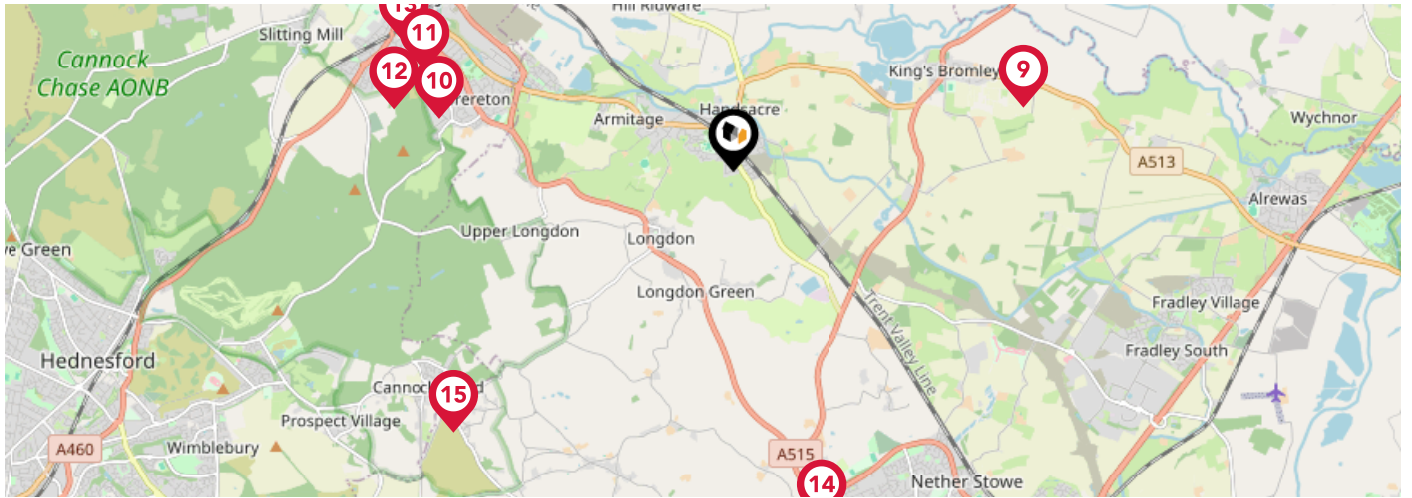 Hill Ridware
13
Slitting Mill
11
Cannock
Chase AONB
12
10
9
King's Bromley
Handsacre
Armitage
Wychnor
A513
Alrewas
Upper Longdon
Longdon
Longdon Green
Trent Valley Line
Fradley Village
Fradley South
Hednesford
15
Prospect Village
Wimblebury
A460
A515
14
Nether Stowe